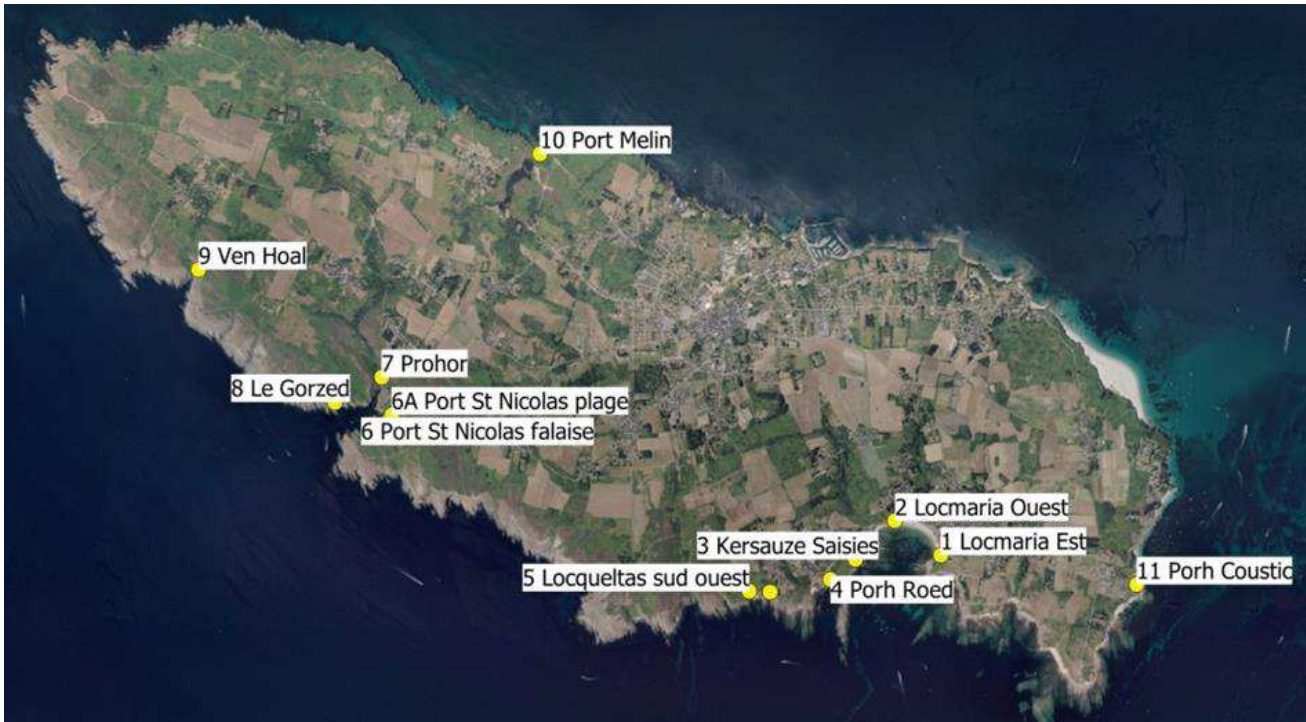 10 Port Melin
9 Ven Hoal
7 Prohor
8 Le Gorzed
6A Port St Nicolas plage
6 Port St Nicolas falaise
2 Locmaria Ouest
3 Kersauze Saisies
1 Locmaria Est
5 Locqueltas sud ouest
4 Porh Roed
11 Porh Coustic